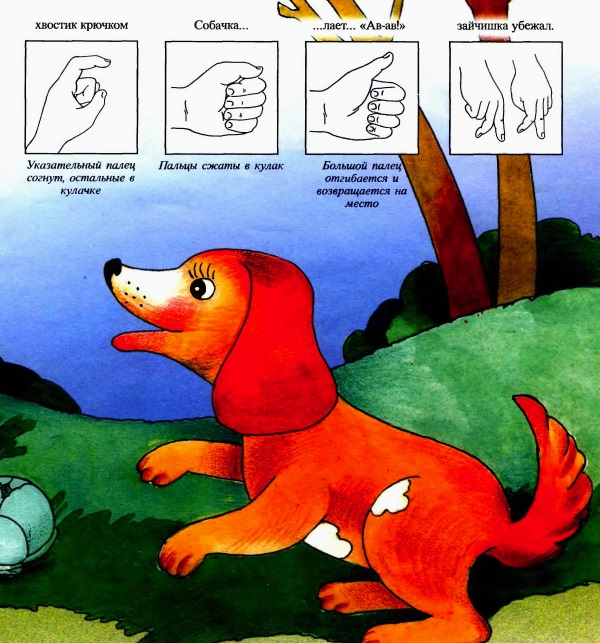 хвостик крючком
Собачка...
...лает... «Ав-ав!»
зайчишка убежал.
Указательный палец
согнут, остальные в
кулачке
Пальцы сжаты в кулак
Большой палец
отгибается и
возвращается на
место